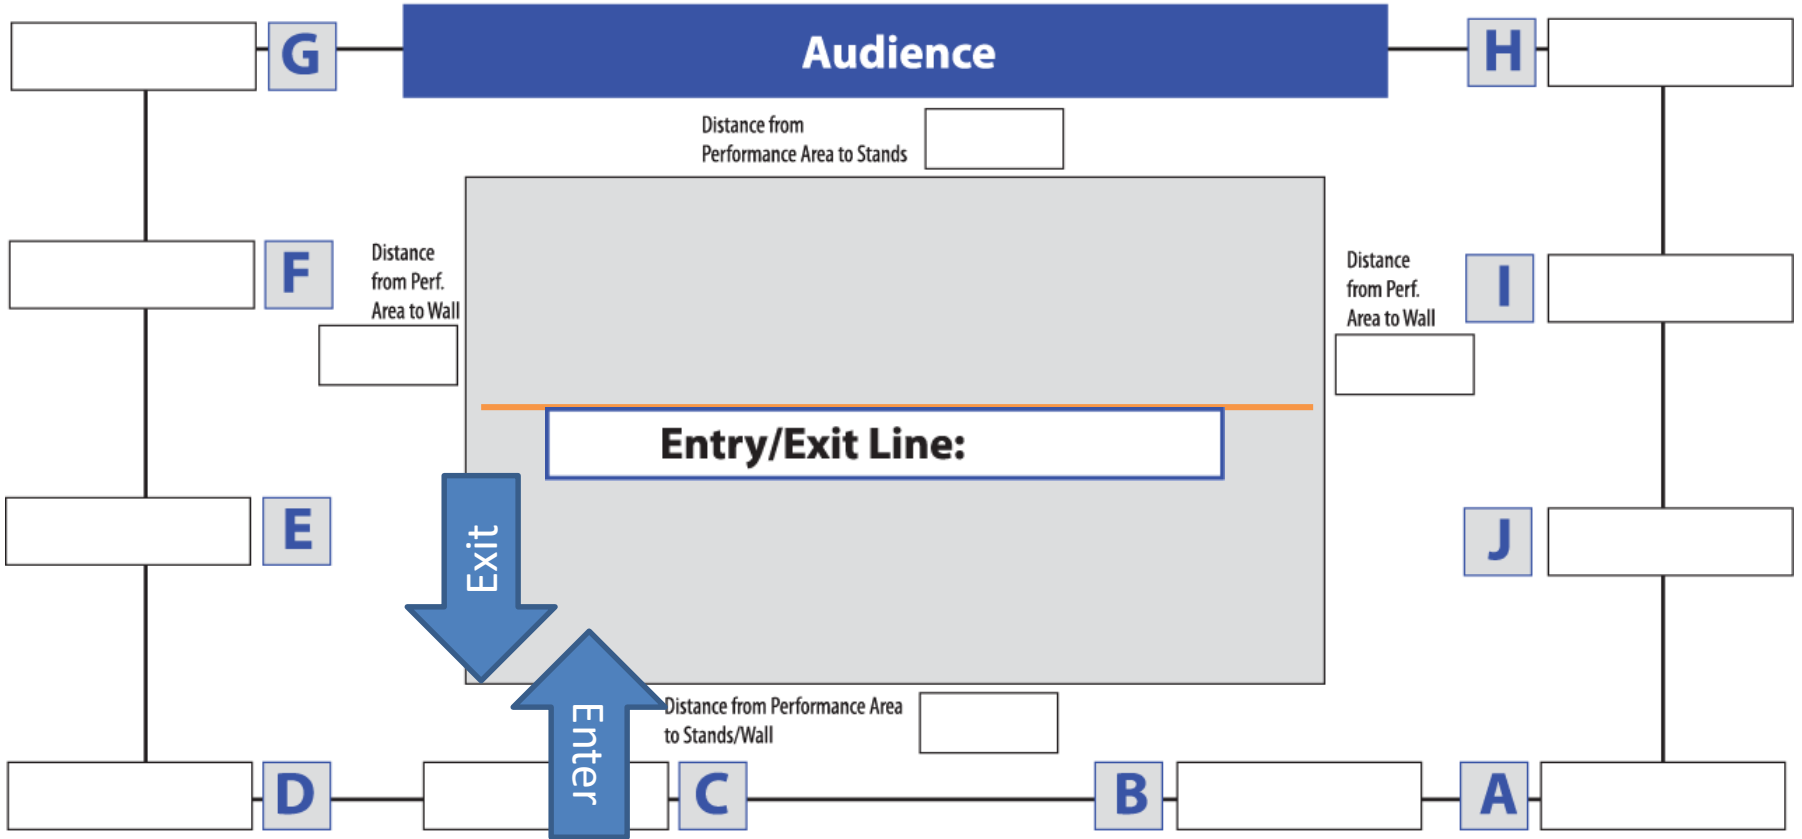 G
Audience
H
Distance from
Performance Area to Stands
F
Distance
from Perf.
Area to Wall
Distance
from Perf.
Area to Wall
I
Entry/Exit Line:
E
Exit
J
Distance from Performance Area
to Stands/Wall
Enter
D
C
B
A